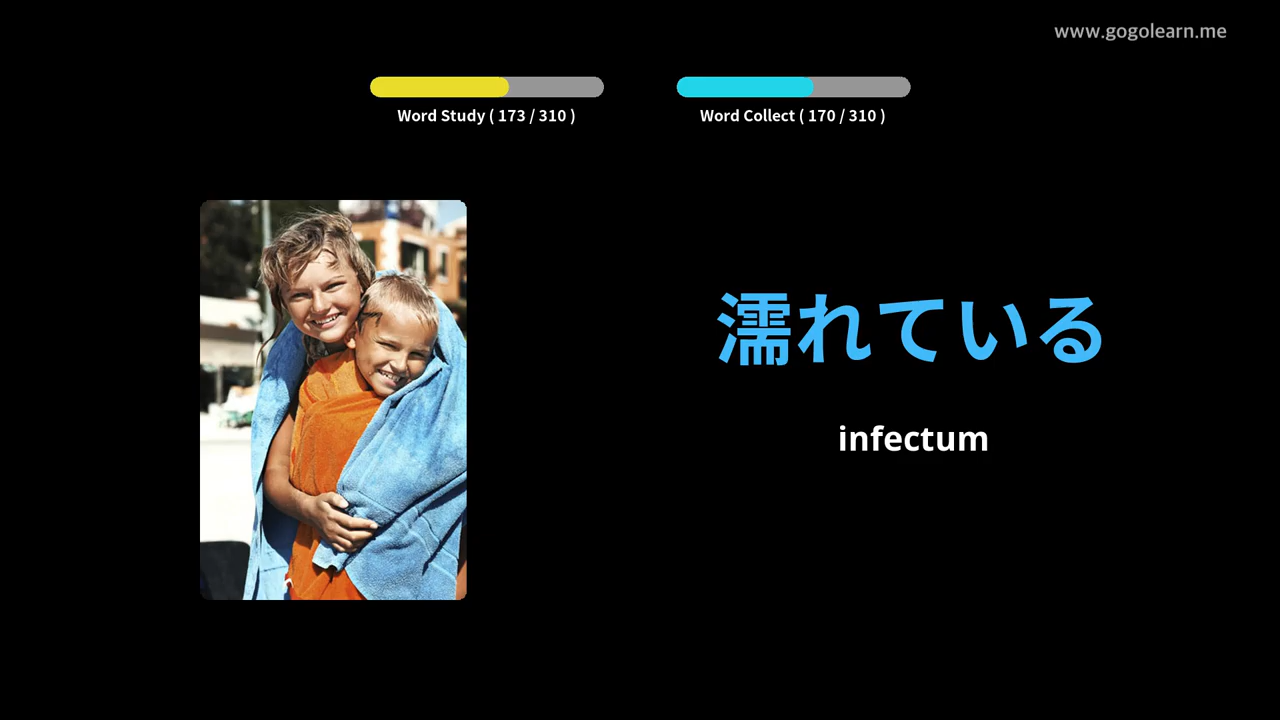 www.gogolearn.me
Word Study ( 173 / 310 )
Word Collect ( 170 / 310 )
濡れている
infectum